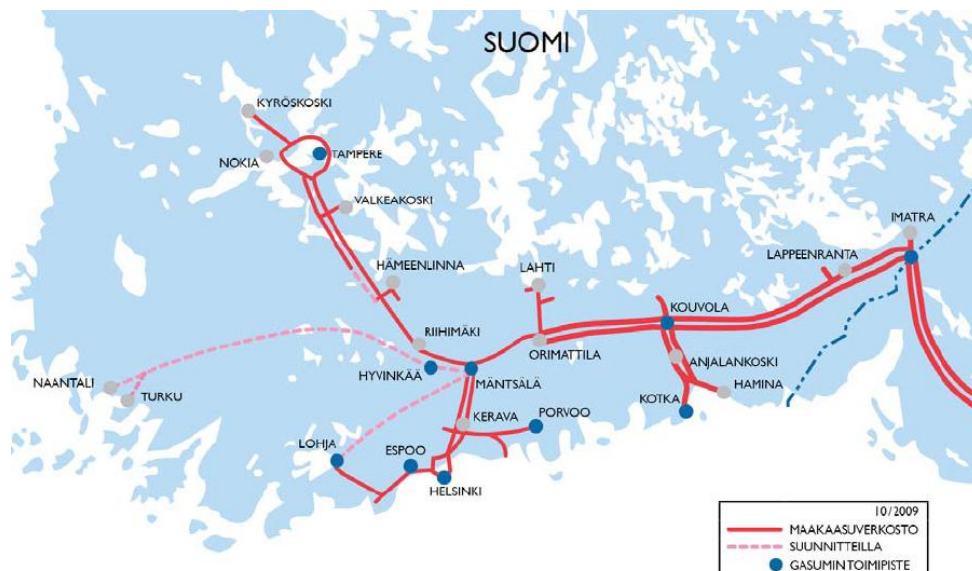 SUOMI
KYRÖSKOSKI
NOKIA
TAMPERE
VALKEAKOSKI
IMATRA
HÄMEENLINNA
LAHTI
LAPPEENRANTA
KOUVOLA
RIIHIMÄKI
ORIMATTILA
ANJALANKOSKI
HYVINKÄÄ
MÄNTSÄLÄ
NAANTALI
TURKU
HAMINA
KOTKA
KERAVA
PORVOO
LOHJA
ESPOO
HELSINKI
10/2009
MAAKAASUVERKOSTO
SUUNNITTEILLA
GASUMIN TOIMIPISTE